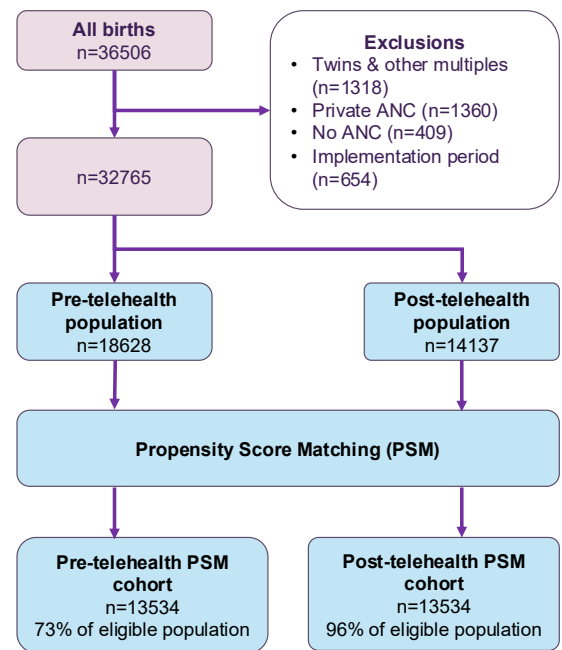 All births
n=36506
Exclusions
• Twins & other multiples
(n=1318)
• Private ANC (n=1360)
• No ANC (n=409)
• Implementation period
(n=654)
n=32765
Pre-telehealth
population
n=18628
Post-telehealth
population
n=14137
Propensity Score Matching (PSM)
Pre-telehealth PSM
cohort
n=13534
73% of eligible population
Post-telehealth PSM
cohort
n=13534
96% of eligible population